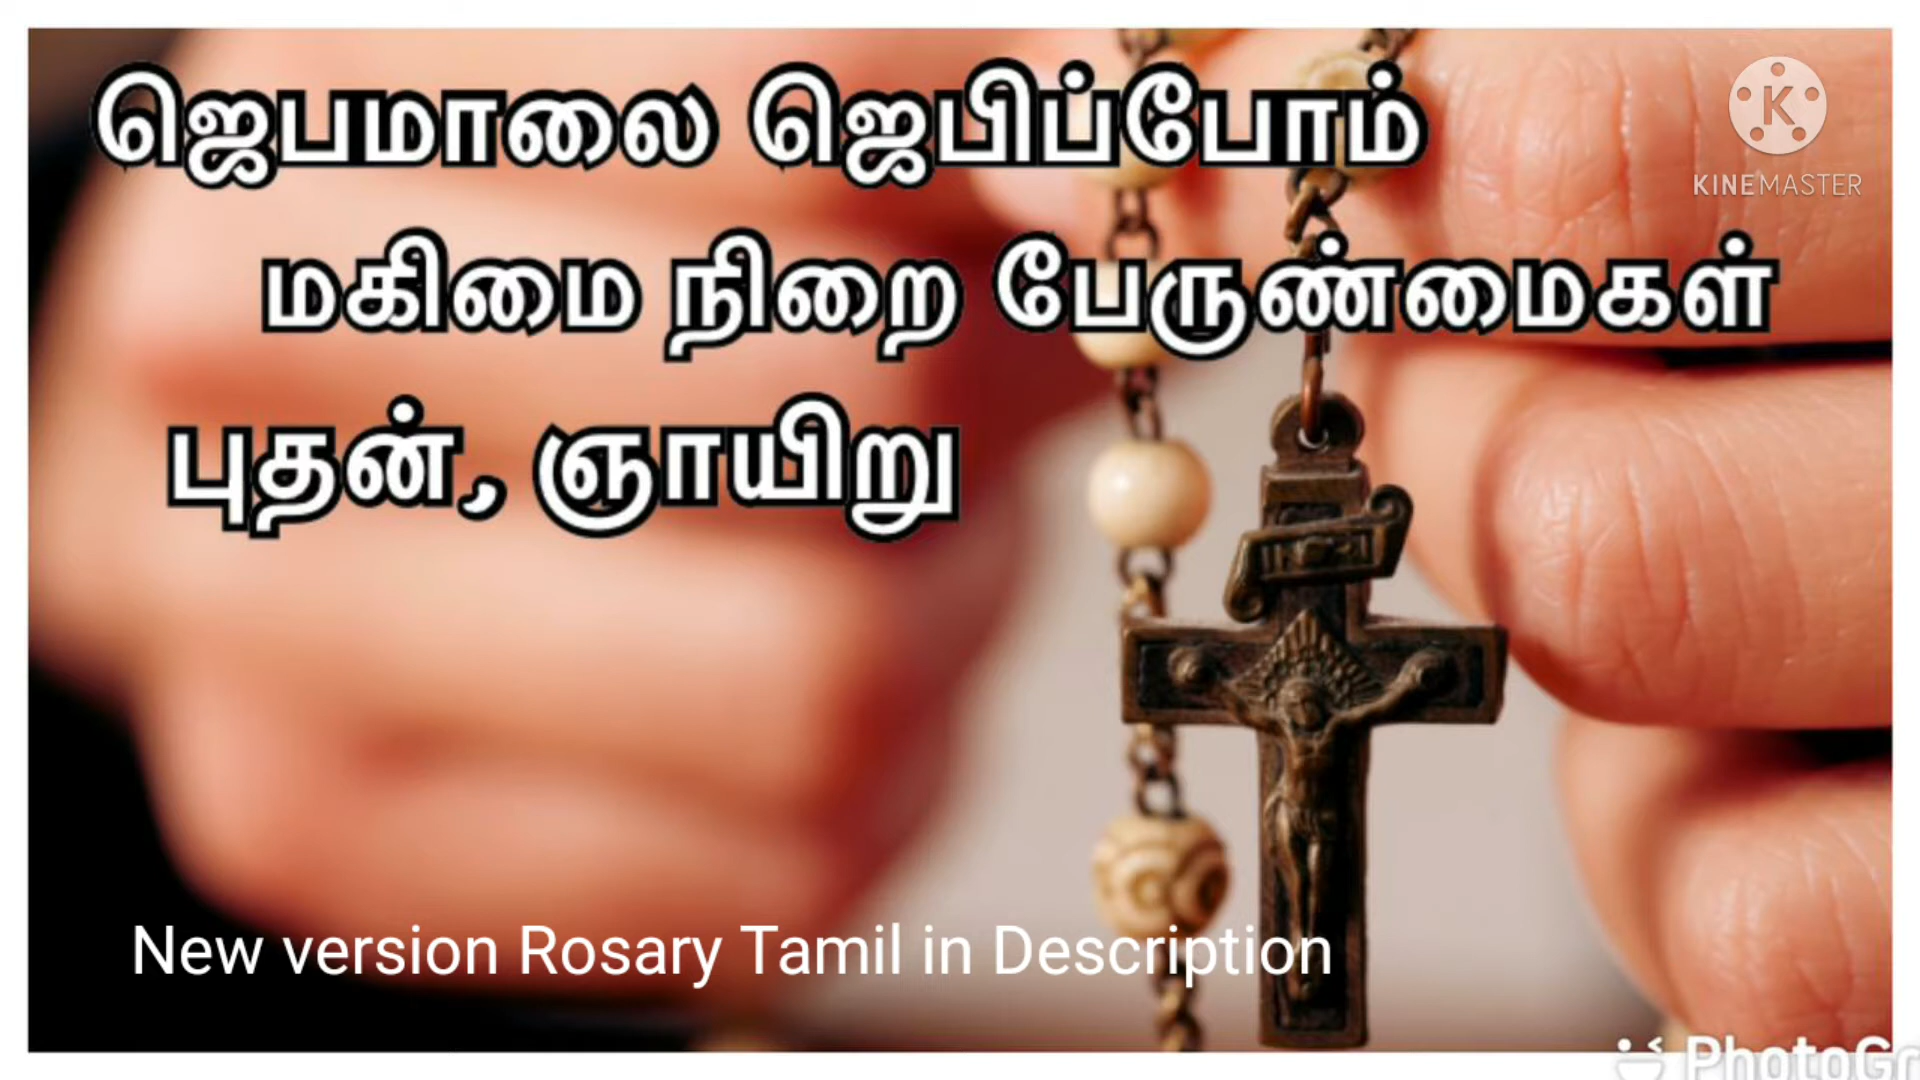 ஜெபமாலை ஜெபிப்போம்
மகிமை நிறை பேருண்மைகள்
புதன், ஞாயிறு
KINEMASTER
New version Rosary Tamil in Description